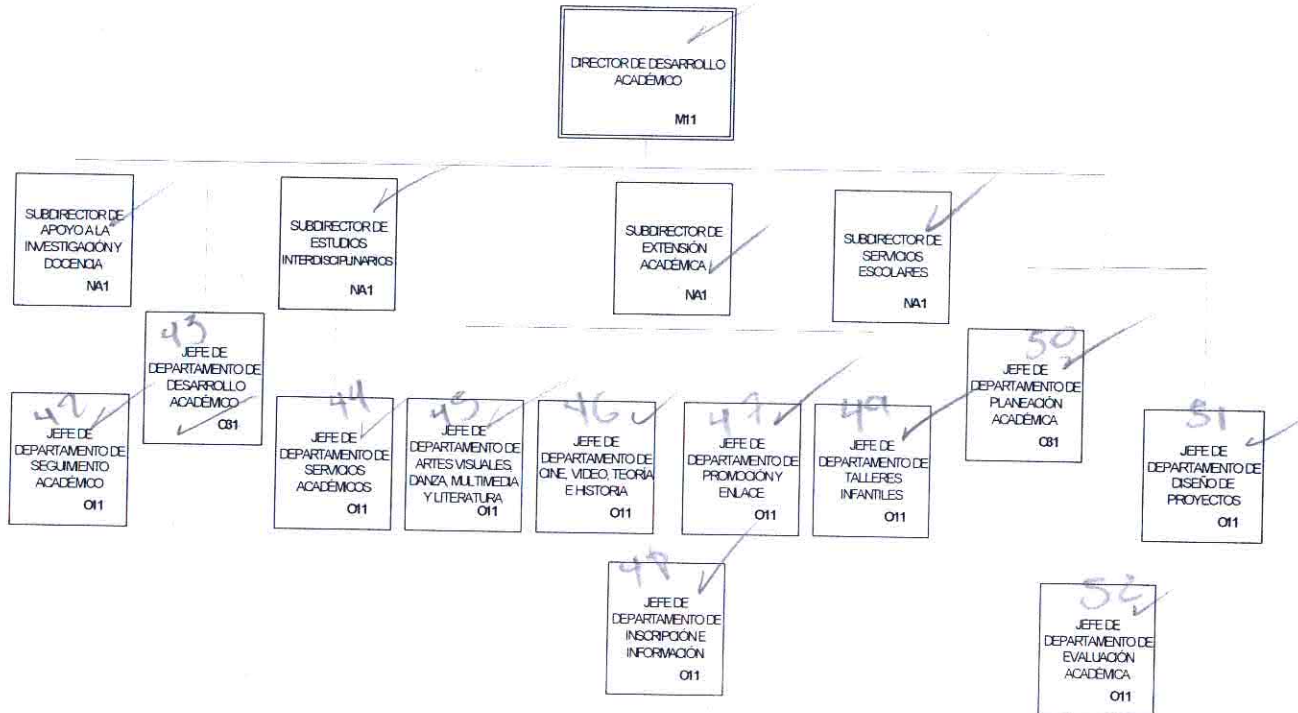 DIRECTOR DE DESARROLLO
ACADÉMICO
M11
SUBDIRECTOR DE
APOYO A LA
INVESTIGACIÓN Y
DOCENCIA
NA1
SUBDIRECTOR DE
ESTUDIOS
INTERDISCIPLINARIOS
NA1
SUBDIRECTOR DE
EXTENSIÓN
ACADÉMICA
NA1
SUBDIRECTOR DE
SERVICIOS
ESCOLARES
NA1
43
JEFE DE
DEPARTAMENTO DE
DESARROLLO
ACADÉMICO
O31
50
JEFE DE
DEPARTAMENTO DE
PLANEACIÓN
ACADÉMICA
O31
42
JEFE DE
DEPARTAMENTO DE
SEGUIMIENTO
ACADÉMICO
O11
44
JEFE DE
DEPARTAMENTO DE
SERVICIOS
ACADÉMICOS
O11
45
JEFE DE
DEPARTAMENTO DE
ARTES VISUALES,
DANZA, MULTIMEDIA
Y LITERATURA
O11
46
JEFE DE
DEPARTAMENTO DE
CINE, VIDEO, TEORÍA
E HISTORIA
O11
47
JEFE DE
DEPARTAMENTO DE
PROMOCIÓN Y
ENLACE
O11
49
JEFE DE
DEPARTAMENTO DE
TALLERES
INFANTILES
O11
51
JEFE DE
DEPARTAMENTO DE
DISEÑO DE
PROYECTOS
O11
48
JEFE DE
DEPARTAMENTO DE
INSCRIPCIÓN E
INFORMACIÓN
O11
52
JEFE DE
DEPARTAMENTO DE
EVALUACIÓN
ACADÉMICA
O11